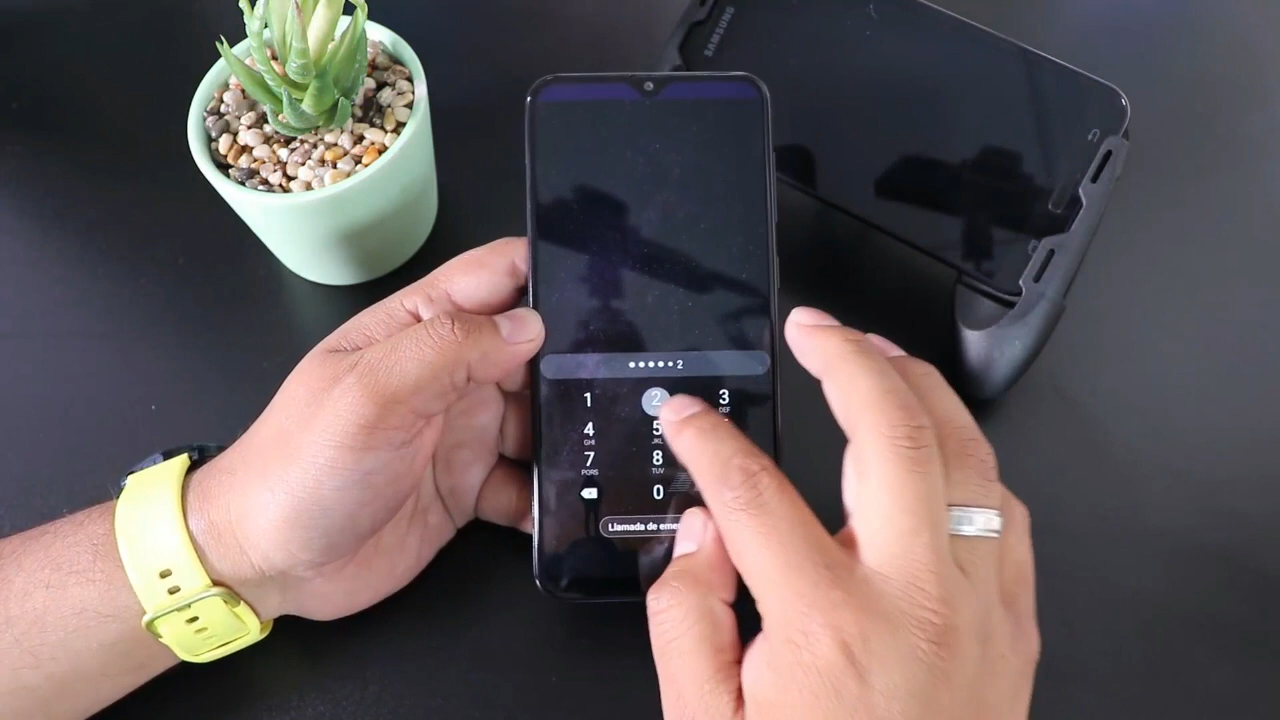 SAMSUNG
•••••2
1 2 3
DEF
4 5
GHI JKL
7 8
PQRS TUV
0
Llamada de emer